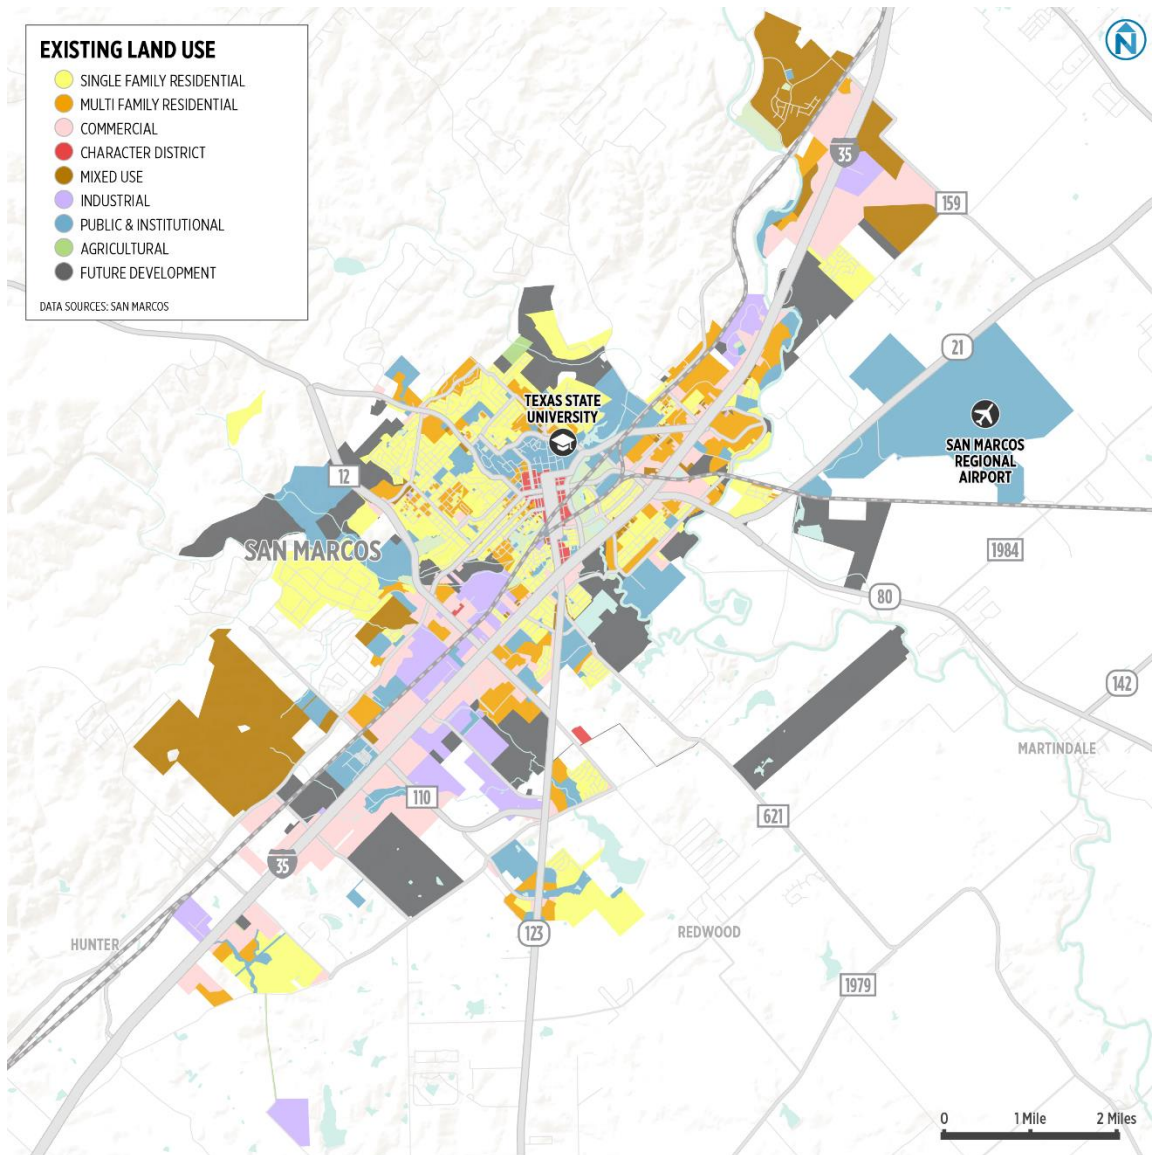 EXISTING LAND USE
SINGLE FAMILY RESIDENTIAL
MULTI FAMILY RESIDENTIAL
COMMERCIAL
CHARACTER DISTRICT
MIXED USE
INDUSTRIAL
PUBLIC & INSTITUTIONAL
AGRICULTURAL
FUTURE DEVELOPMENT
DATA SOURCES: SAN MARCOS
N
35
159
21
TEXAS STATE
UNIVERSITY
SAN MARCOS
REGIONAL
AIRPORT
12
SAN MARCOS
1984
80
142
MARTINDALE
110
621
35
123
REDWOOD
HUNTER
1979
0 1 Mile 2 Miles